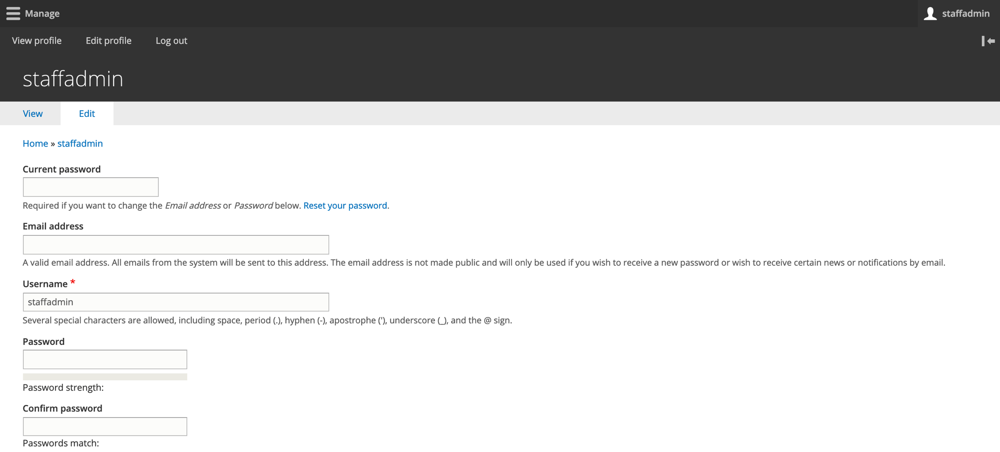 Manage
staffadmin
View profile
Edit profile
Log out
staffadmin
View
Edit
Home » staffadmin
Current password
Required if you want to change the Email address or Password below. Reset your password.
Email address
A valid email address. All emails from the system will be sent to this address. The email address is not made public and will only be used if you wish to receive a new password or wish to receive certain news or notifications by email.
Username *
staffadmin
Several special characters are allowed, including space, period (.), hyphen (-), apostrophe ('), underscore (_), and the @ sign.
Password
Password strength:
Confirm password
Passwords match: